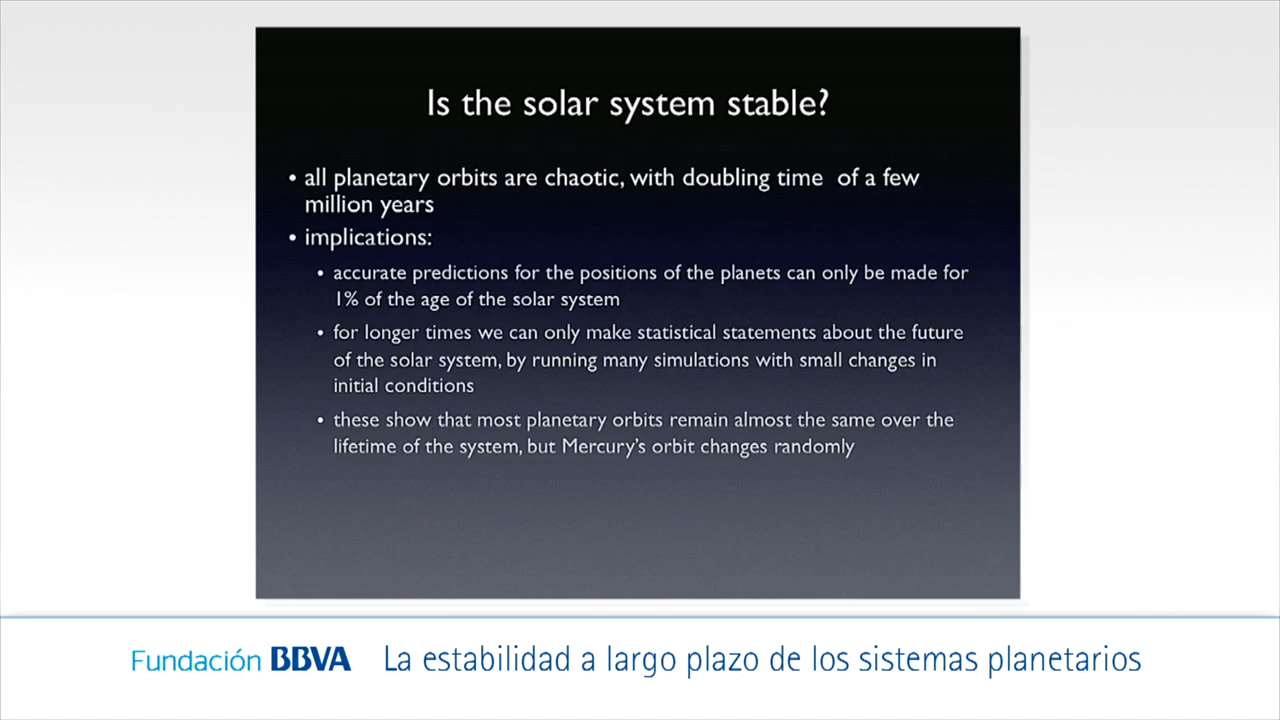 Is the solar system stable?
• all planetary orbits are chaotic, with doubling time of a few
million years
• implications:
• accurate predictions for the positions of the planets can only be made for
1% of the age of the solar system
• for longer times we can only make statistical statements about the future
of the solar system, by running many simulations with small changes in
initial conditions
• these show that most planetary orbits remain almost the same over the
lifetime of the system, but Mercury's orbit changes randomly
Fundación BBVA La estabilidad a largo plazo de los sistemas planetarios